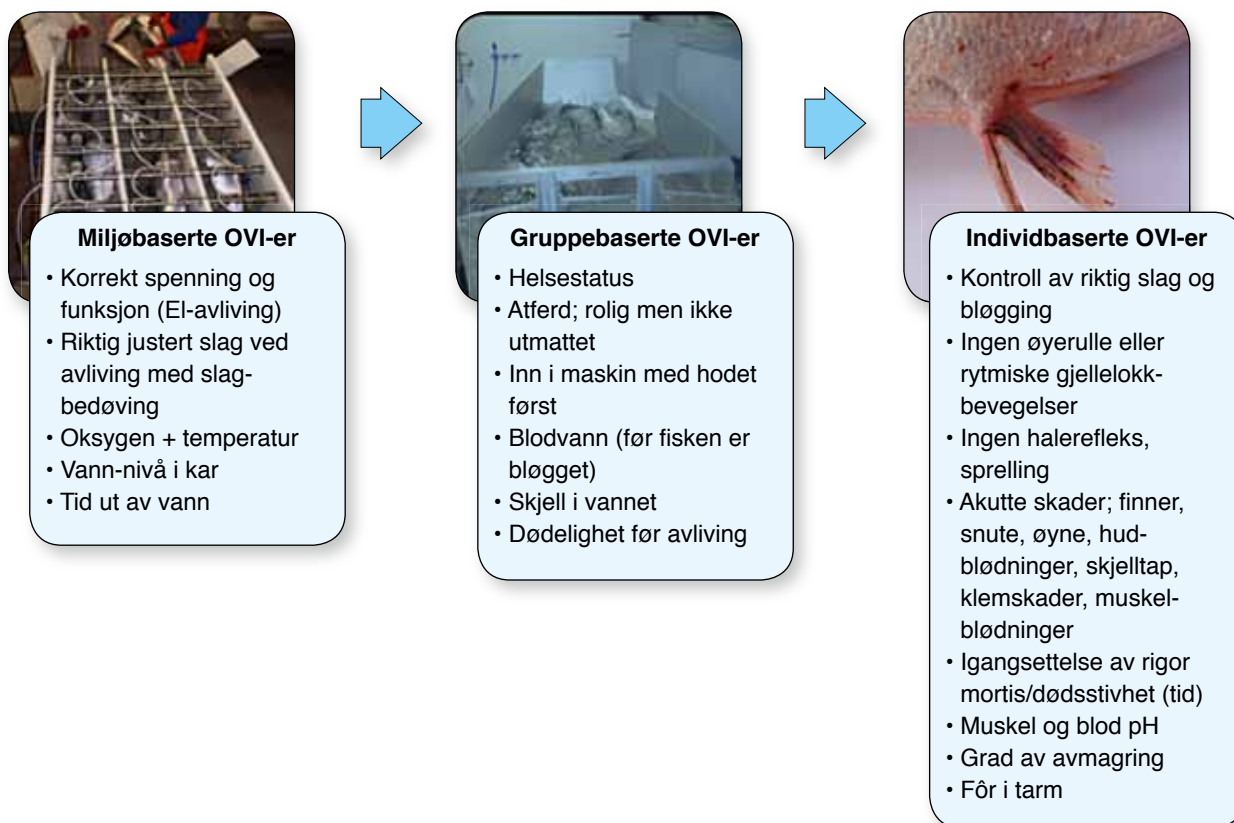 Miljøbaserte OVI-er
• Korrekt spenning og
funksjon (El-avliving)
• Riktig justert slag ved
avliving med slag-
bedøving
• Oksygen + temperatur
• Vann-nivå i kar
• Tid ut av vann
Gruppebaserte OVI-er
• Helsestatus
• Atferd; rolig men ikke
utmattet
• Inn i maskin med hodet
først
• Blodvann (før fisken er
bløgget)
• Skjell i vannet
• Dødelighet før avliving
Individbaserte OVI-er
• Kontroll av riktig slag og
bløgging
• Ingen øyerulle eller
rytmiske gjellelokk-
bevegelser
• Ingen halerefleks,
sprelling
• Akutte skader; finner,
snute, øyne, hud-
blødninger, skjelltap,
klemskader, muskel-
blødninger
• Igangsettelse av rigor
mortis/dødsstivhet (tid)
• Muskel og blod pH
• Grad av avmagring
• Fôr i tarm